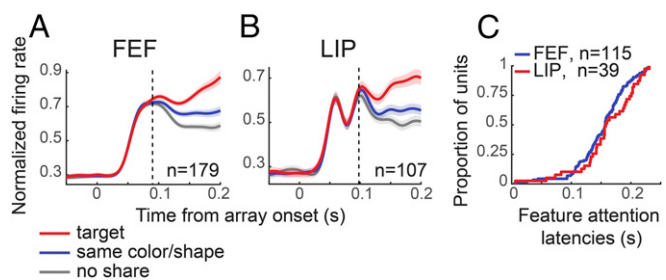 A
FEF
Normalized firing rate
0.9
0.7
0.5
0.3
0
0.1
0.2
n=179
B
LIP
0.7
0.5
0.3
0
0.1
0.2
n=107
Time from array onset (s)
target
same color/shape
no share
C
FEF, n=115
LIP, n=39
Proportion of units
1
0.75
0.5
0.25
0
0
0.1
0.2
Feature attention
latencies (s)